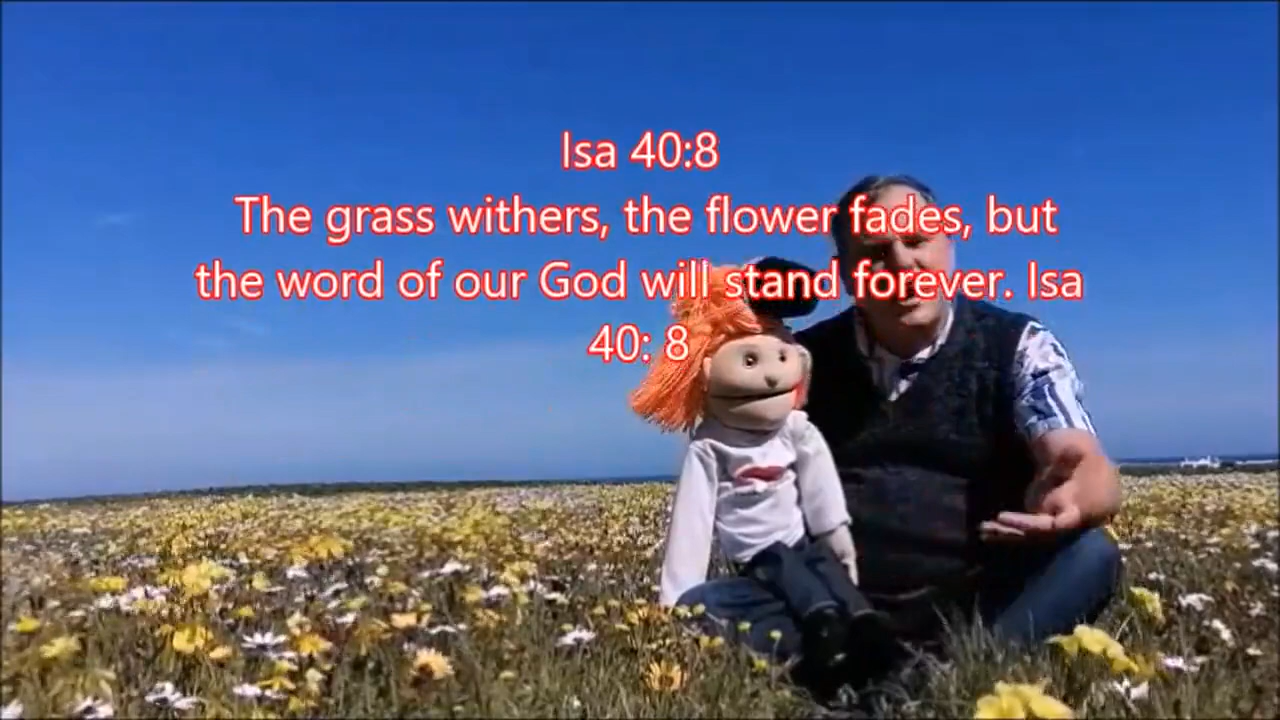 Isa 40:8
The grass withers, the flower fades, but
the word of our God will stand forever. Isa
40: 8